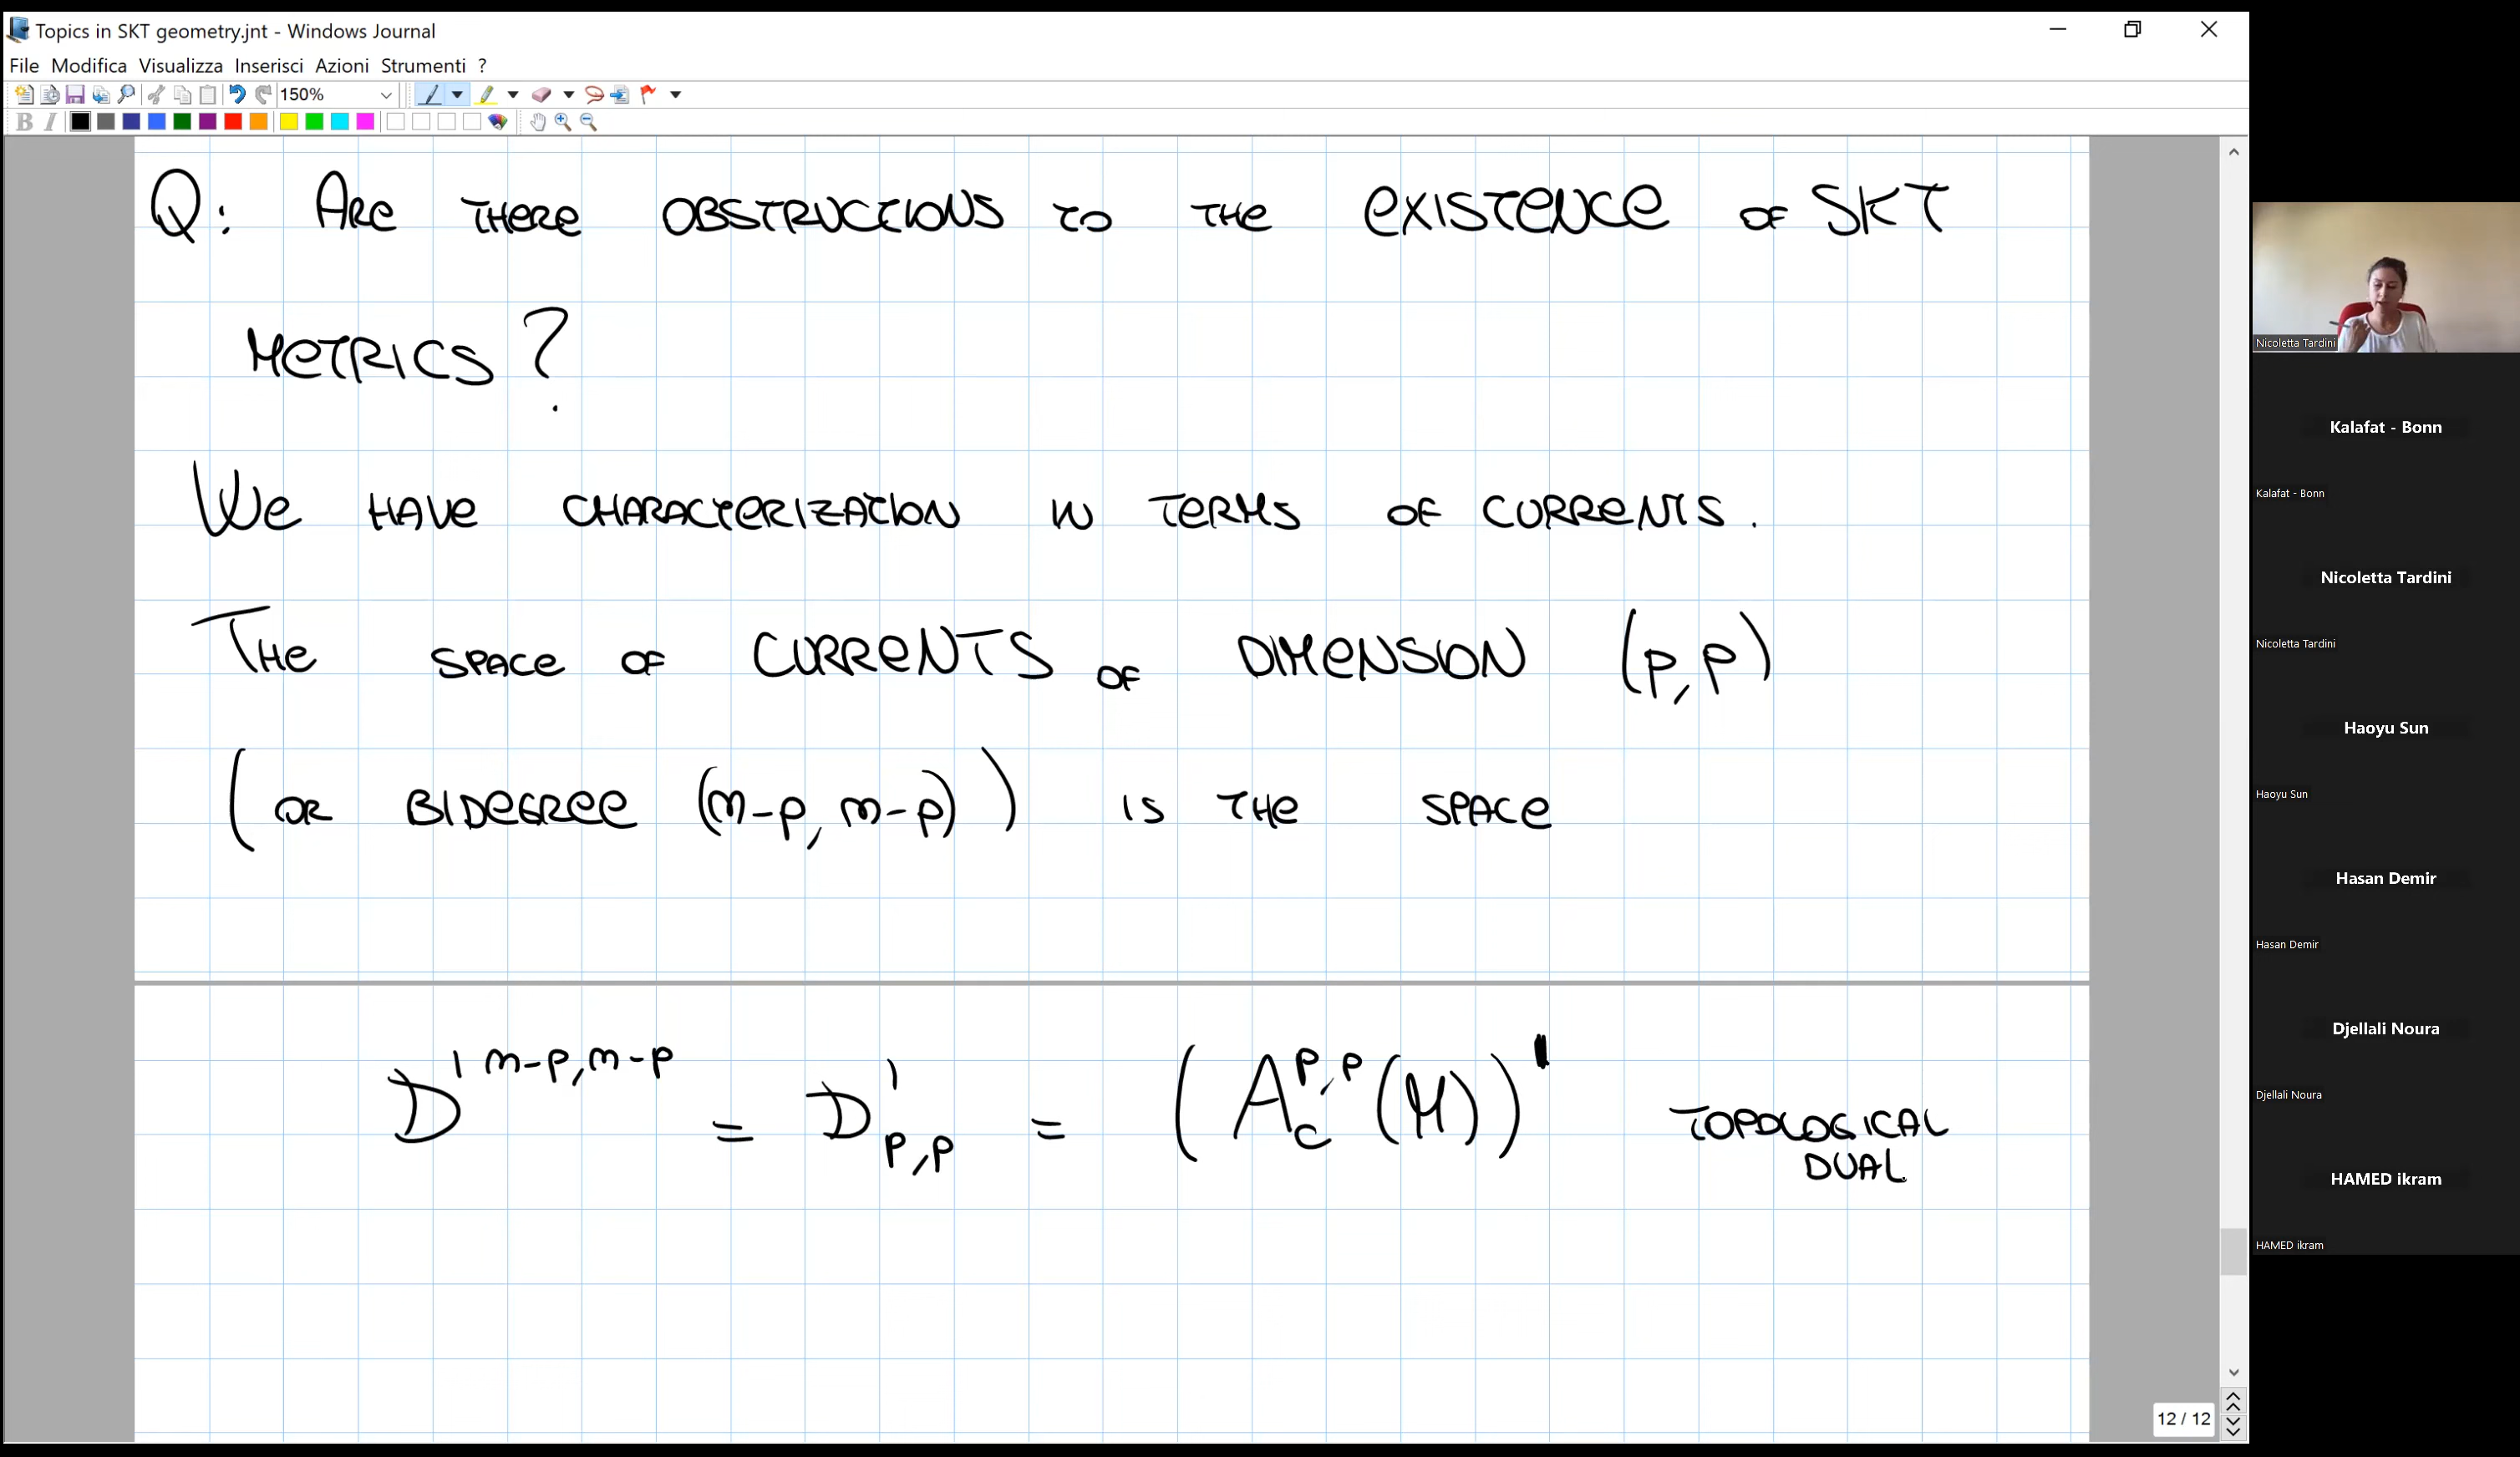 Topics in SKT geometry.jnt - Windows Journal
File Modifica Visualizza Inserisci Azioni Strumenti ?
150%
B I
Q: ARE THERE OBSTRUCTIONS TO THE EXISTENCE OF SKT
METRICS?
WE HAVE CHARACTERIZATION IN TERMS OF CURRENTS.
THE SPACE OF CURRENTS OF DIMENSION (p,p)
(OR BIDEGREE (n-p, n-p)) IS THE SPACE
D'^{n-p,n-p} = D'_{p,p} = (A_c^{p,p}(M))' TOPOLOGICAL
DUAL
12 / 12
Nicoletta Tardini
Kalafat - Bonn
Kalafat - Bonn
Nicoletta Tardini
Nicoletta Tardini
Haoyu Sun
Haoyu Sun
Hasan Demir
Hasan Demir
Djellali Noura
Djellali Noura
HAMED ikram
HAMED ikram